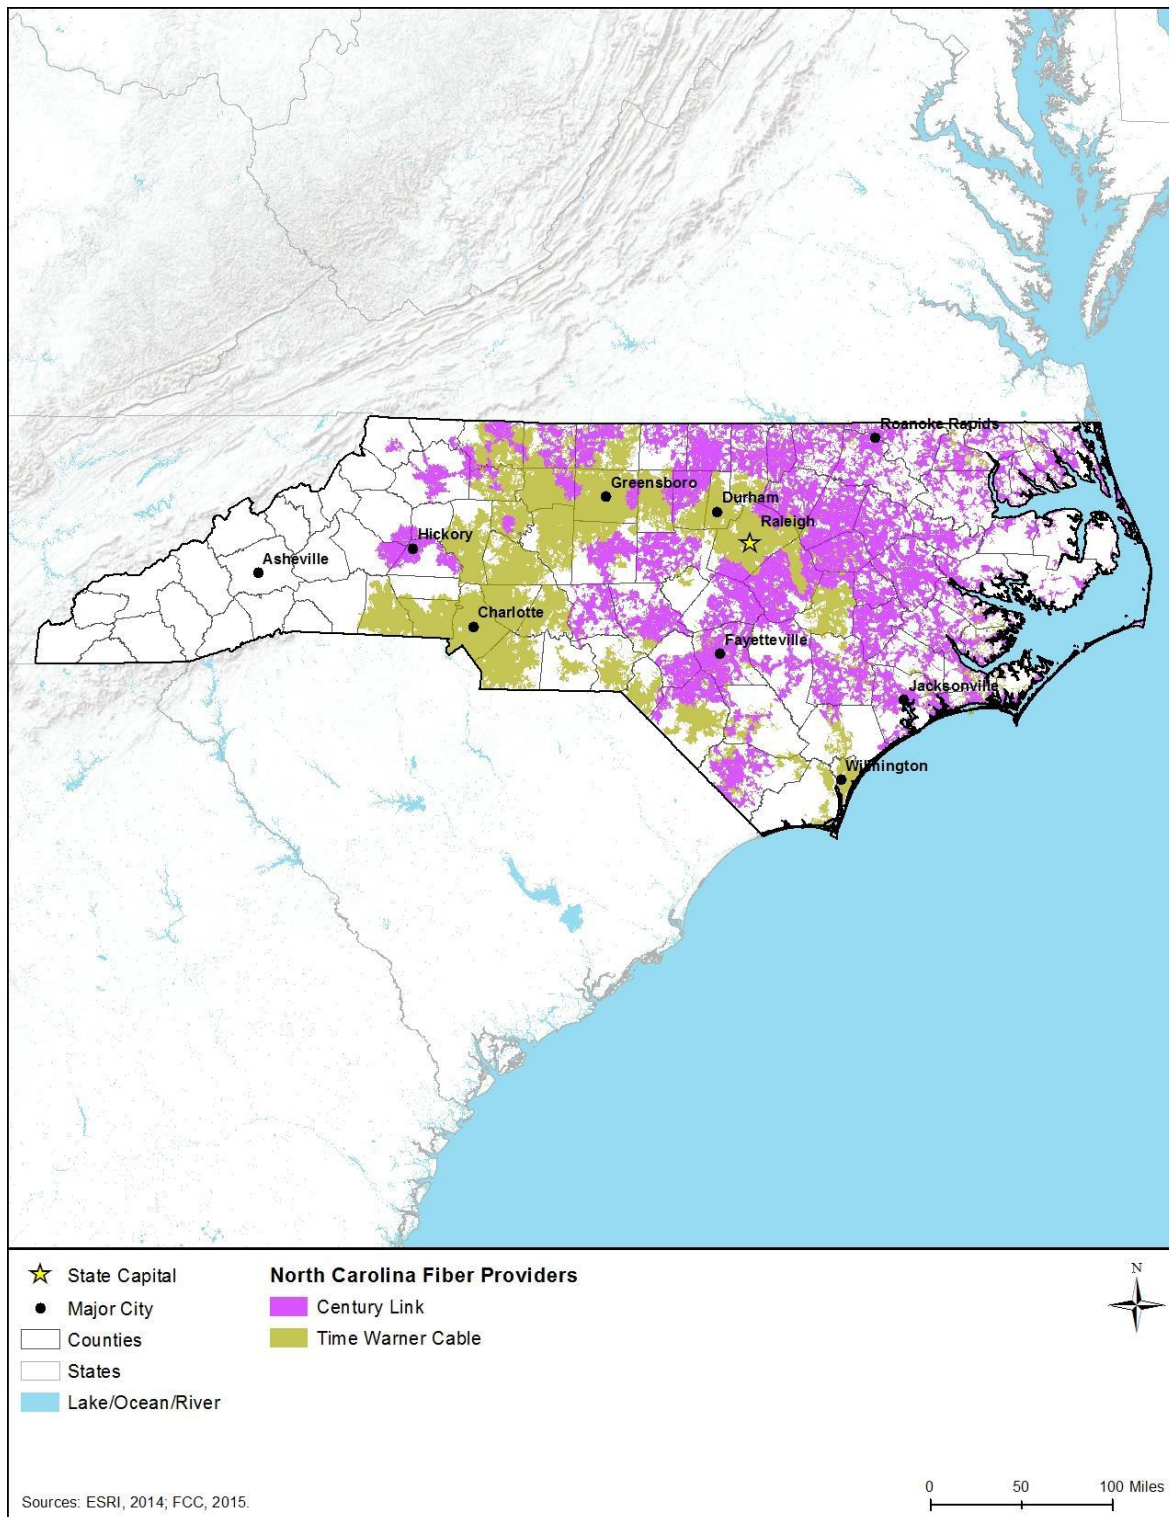 Roanoke Rapids
Greensboro
Durham
Raleigh
Hickory
Asheville
Charlotte
Fayetteville
Jacksonville
Wilmington
State Capital
Major City
Counties
States
Lake/Ocean/River
North Carolina Fiber Providers
Century Link
Time Warner Cable
N
Sources: ESRI, 2014; FCC, 2015.
0 50 100 Miles